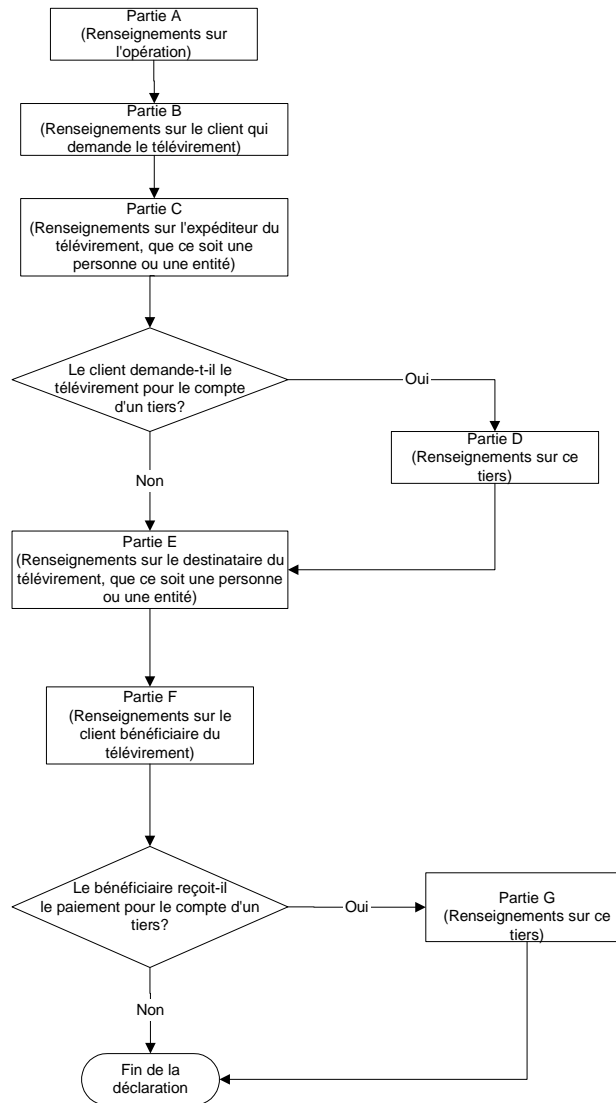 Partie A
(Renseignements sur
l'opération)
Partie B
(Renseignements sur le client qui
demande le télévirement)
Partie C
(Renseignements sur l'expéditeur du
télévirement, que ce soit une
personne ou une entité)
Le client demande-t-il le
télévirement pour le compte
d'un tiers?
Oui
Partie D
(Renseignements sur ce
tiers)
Non
Partie E
(Renseignements sur le destinataire du
télévirement, que ce soit une personne
ou une entité)
Partie F
(Renseignements sur le
client bénéficiaire du
télévirement)
Le bénéficiaire reçoit-il
le paiement pour le compte d'un
tiers?
Oui
Partie G
(Renseignements sur ce
tiers)
Non
Fin de la
déclaration